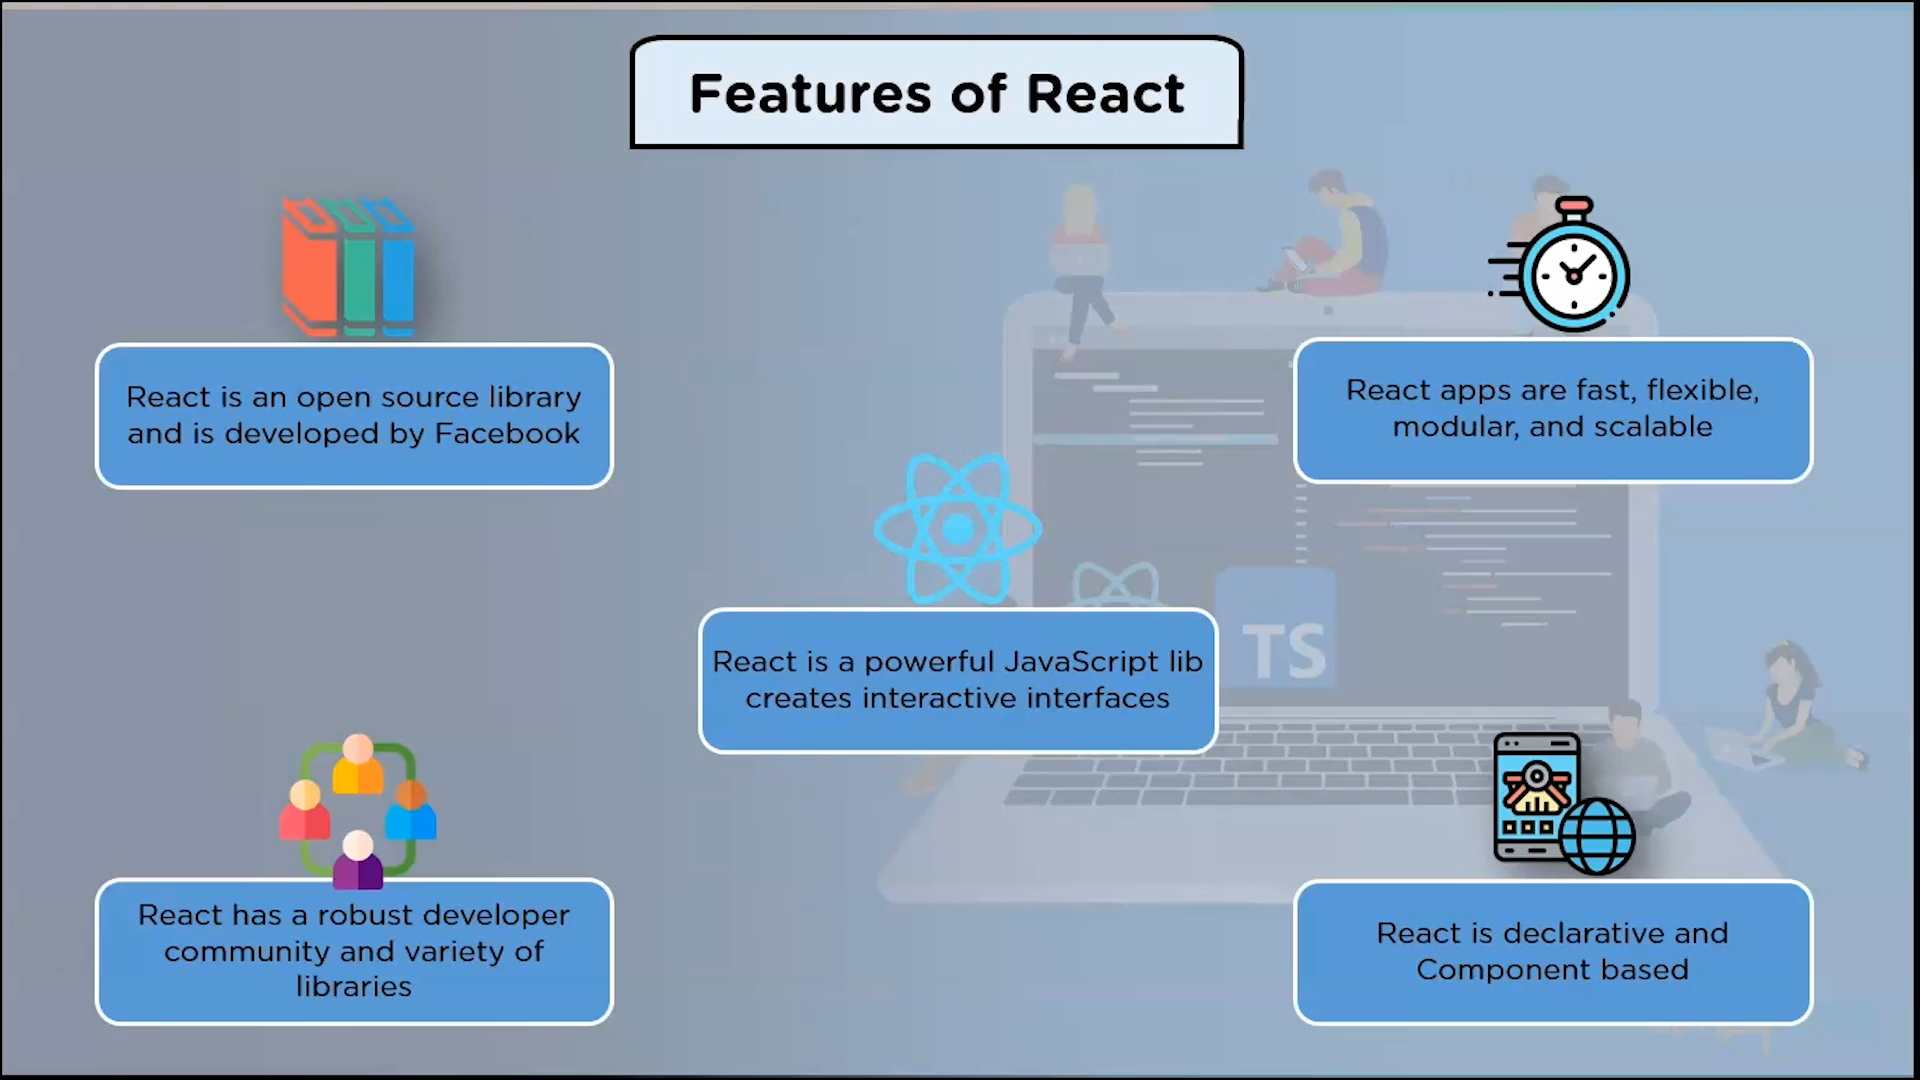 Features of React
React is an open source library
and is developed by Facebook
React apps are fast, flexible,
modular, and scalable
React is a powerful JavaScript lib
creates interactive interfaces
TS
React has a robust developer
community and variety of
libraries
React is declarative and
Component based